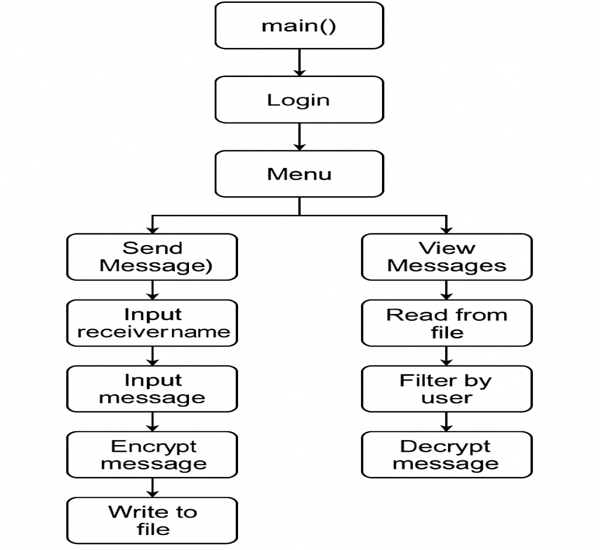 main()
Login
Menu
Send
Message)
Input
receivername
Input
message
Encrypt
message
Write to
file
View
Messages
Read from
file
Filter by
user
Decrypt
message